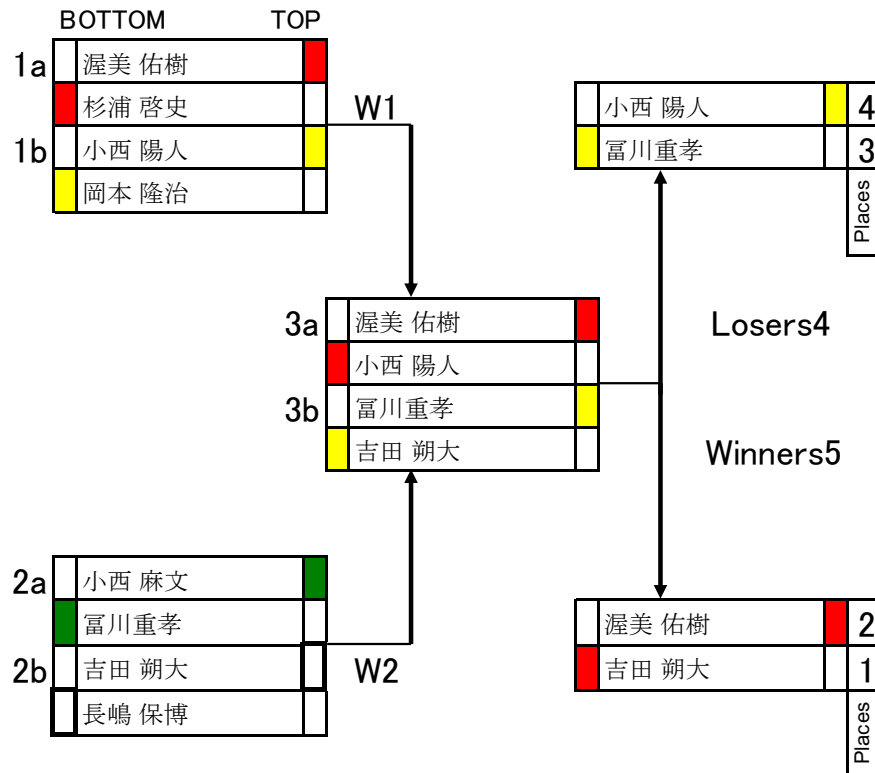 BOTTOM TOP
1a 渥美 佑樹
杉浦 啓史
1b 小西 陽人
岡本 隆治
W1
小西 陽人 4
冨川重孝 3
Places
3a 渥美 佑樹
小西 陽人
3b 冨川重孝
吉田 朔大
Losers4
Winners5
2a 小西 麻文
冨川重孝
2b 吉田 朔大
長嶋 保博
W2
渥美 佑樹 2
吉田 朔大 1
Places